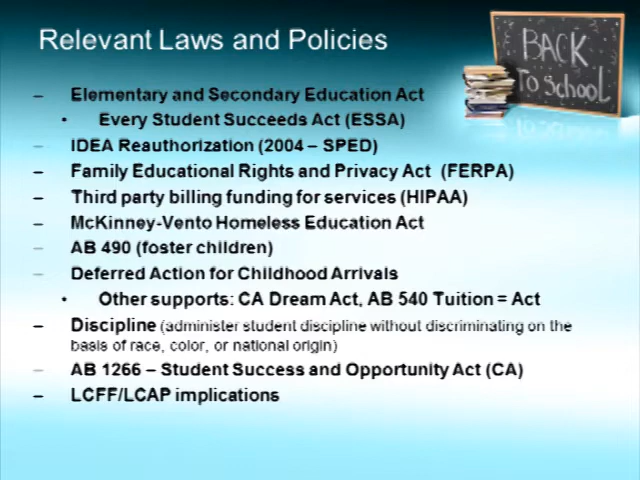 Relevant Laws and Policies
BACK
To School
– Elementary and Secondary Education Act
• Every Student Succeeds Act (ESSA)
– IDEA Reauthorization (2004 – SPED)
– Family Educational Rights and Privacy Act (FERPA)
– Third party billing funding for services (HIPAA)
– McKinney-Vento Homeless Education Act
– AB 490 (foster children)
– Deferred Action for Childhood Arrivals
• Other supports: CA Dream Act, AB 540 Tuition = Act
– Discipline (administer student discipline without discriminating on the
basis of race, color, or national origin)
– AB 1266 – Student Success and Opportunity Act (CA)
– LCFF/LCAP implications